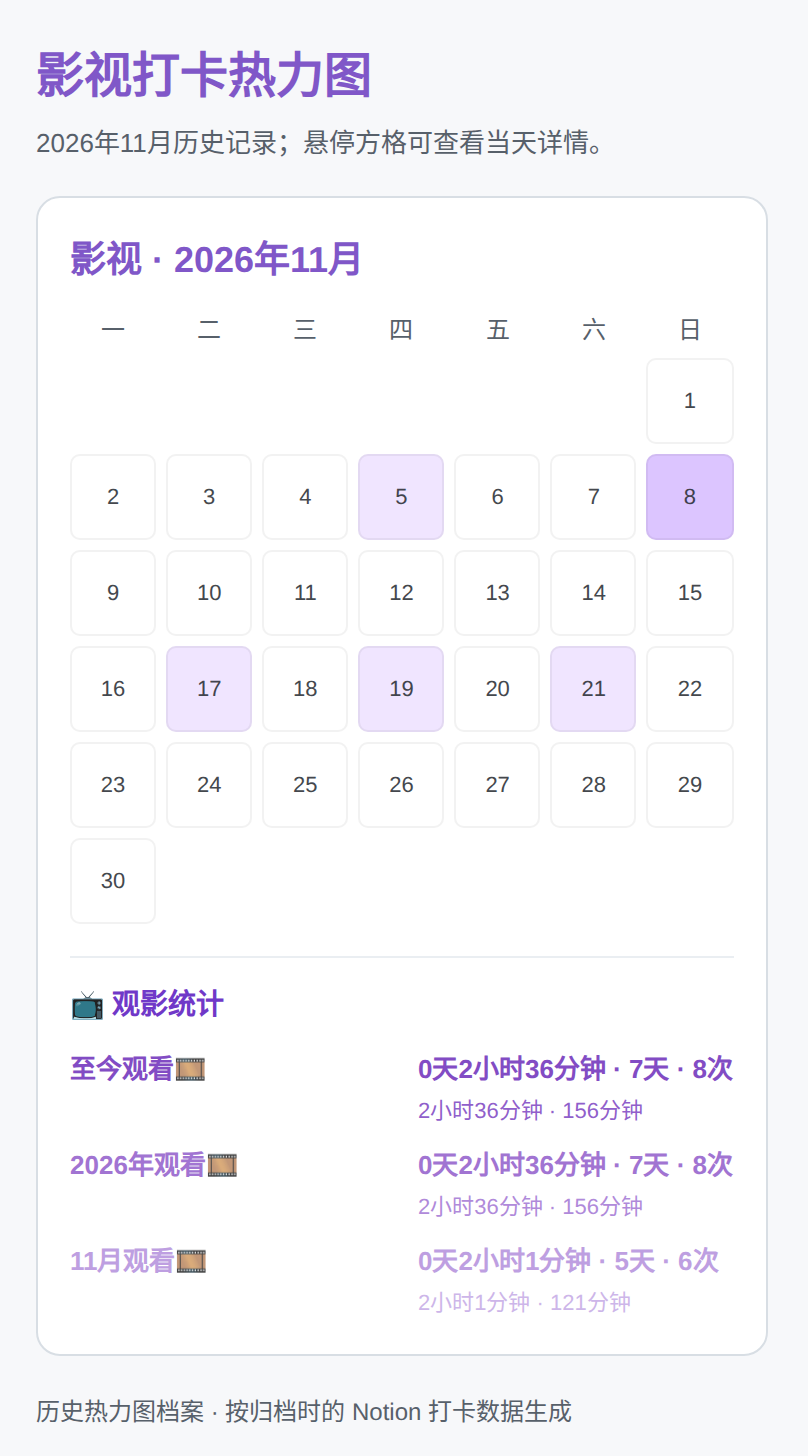 影视打卡热力图
2026年11月历史记录；悬停方格可查看当天详情。
影视 · 2026年11月
一 二 三 四 五 六 日
1
2 3 4 5 6 7 8
9 10 11 12 13 14 15
16 17 18 19 20 21 22
23 24 25 26 27 28 29
30
📺 观影统计
至今观看🎞️ 0天2小时36分钟 · 7天 · 8次
2小时36分钟 · 156分钟
2026年观看🎞️ 0天2小时36分钟 · 7天 · 8次
2小时36分钟 · 156分钟
11月观看🎞️ 0天2小时1分钟 · 5天 · 6次
2小时1分钟 · 121分钟
历史热力图档案 · 按归档时的 Notion 打卡数据生成